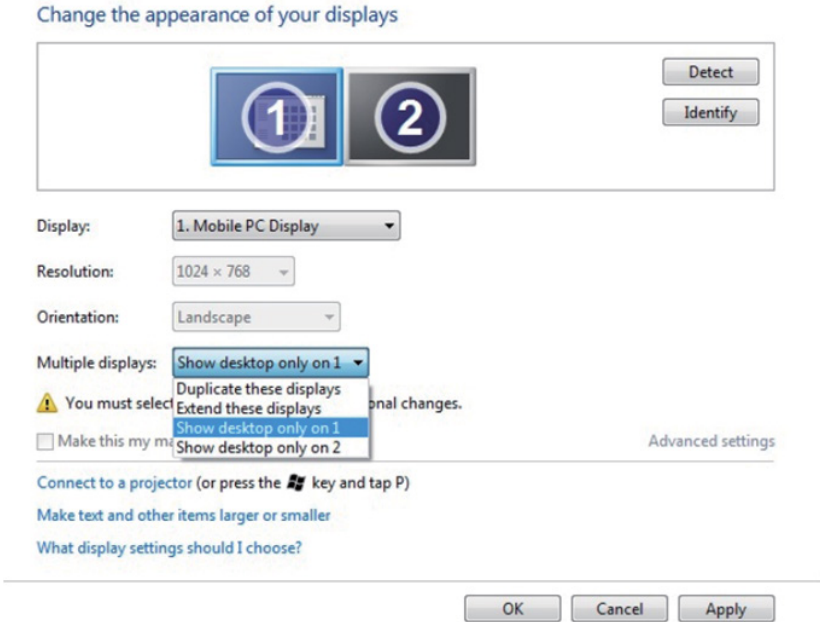 Change the appearance of your displays
1 2
Detect
Identify
Display: 1. Mobile PC Display
Resolution: 1024 × 768
Orientation: Landscape
Multiple displays: Show desktop only on 1
Duplicate these displays
You must select onal changes.
Extend these displays
Show desktop only on 1
Make this my Advanced settings
Show desktop only on 2
Connect to a projector (or press the key and tap P)
Make text and other items larger or smaller
What display settings should I choose?
OK Cancel Apply